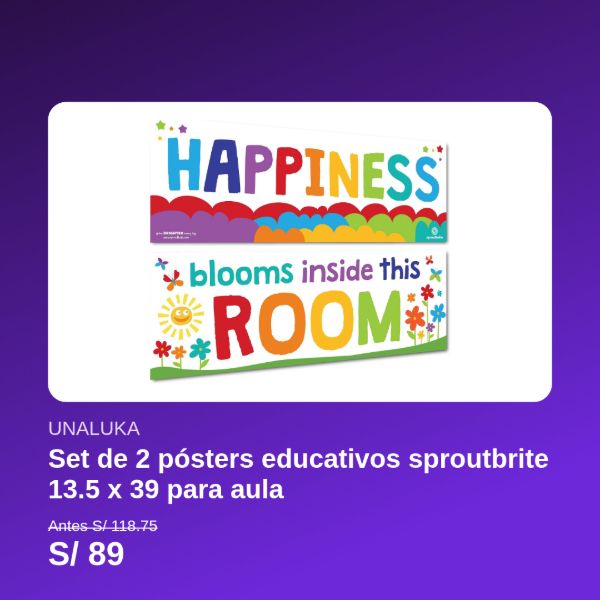 HAPPINESS
blooms inside this
ROOM
UNALUKA
Set de 2 pósters educativos sproutbrite
13.5 x 39 para aula
Antes S/ 118.75
S/ 89